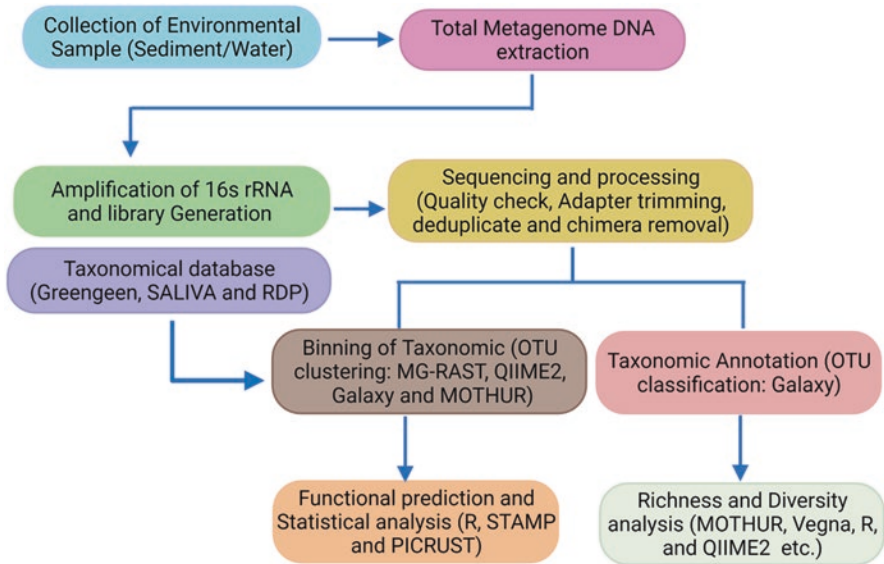 Collection of Environmental
Sample (Sediment/Water)
Total Metagenome DNA
extraction
Amplification of 16s rRNA
and library Generation
Sequencing and processing
(Quality check, Adapter trimming,
deduplicate and chimera removal)
Taxonomical database
(Greengeen, SALIVA and RDP)
Binning of Taxonomic (OTU
clustering: MG-RAST, QIIME2,
Galaxy and MOTHUR)
Taxonomic Annotation (OTU
classification: Galaxy)
Functional prediction and
Statistical analysis (R, STAMP
and PICRUST)
Richness and Diversity
analysis (MOTHUR, Vegna, R,
and QIIME2 etc.)